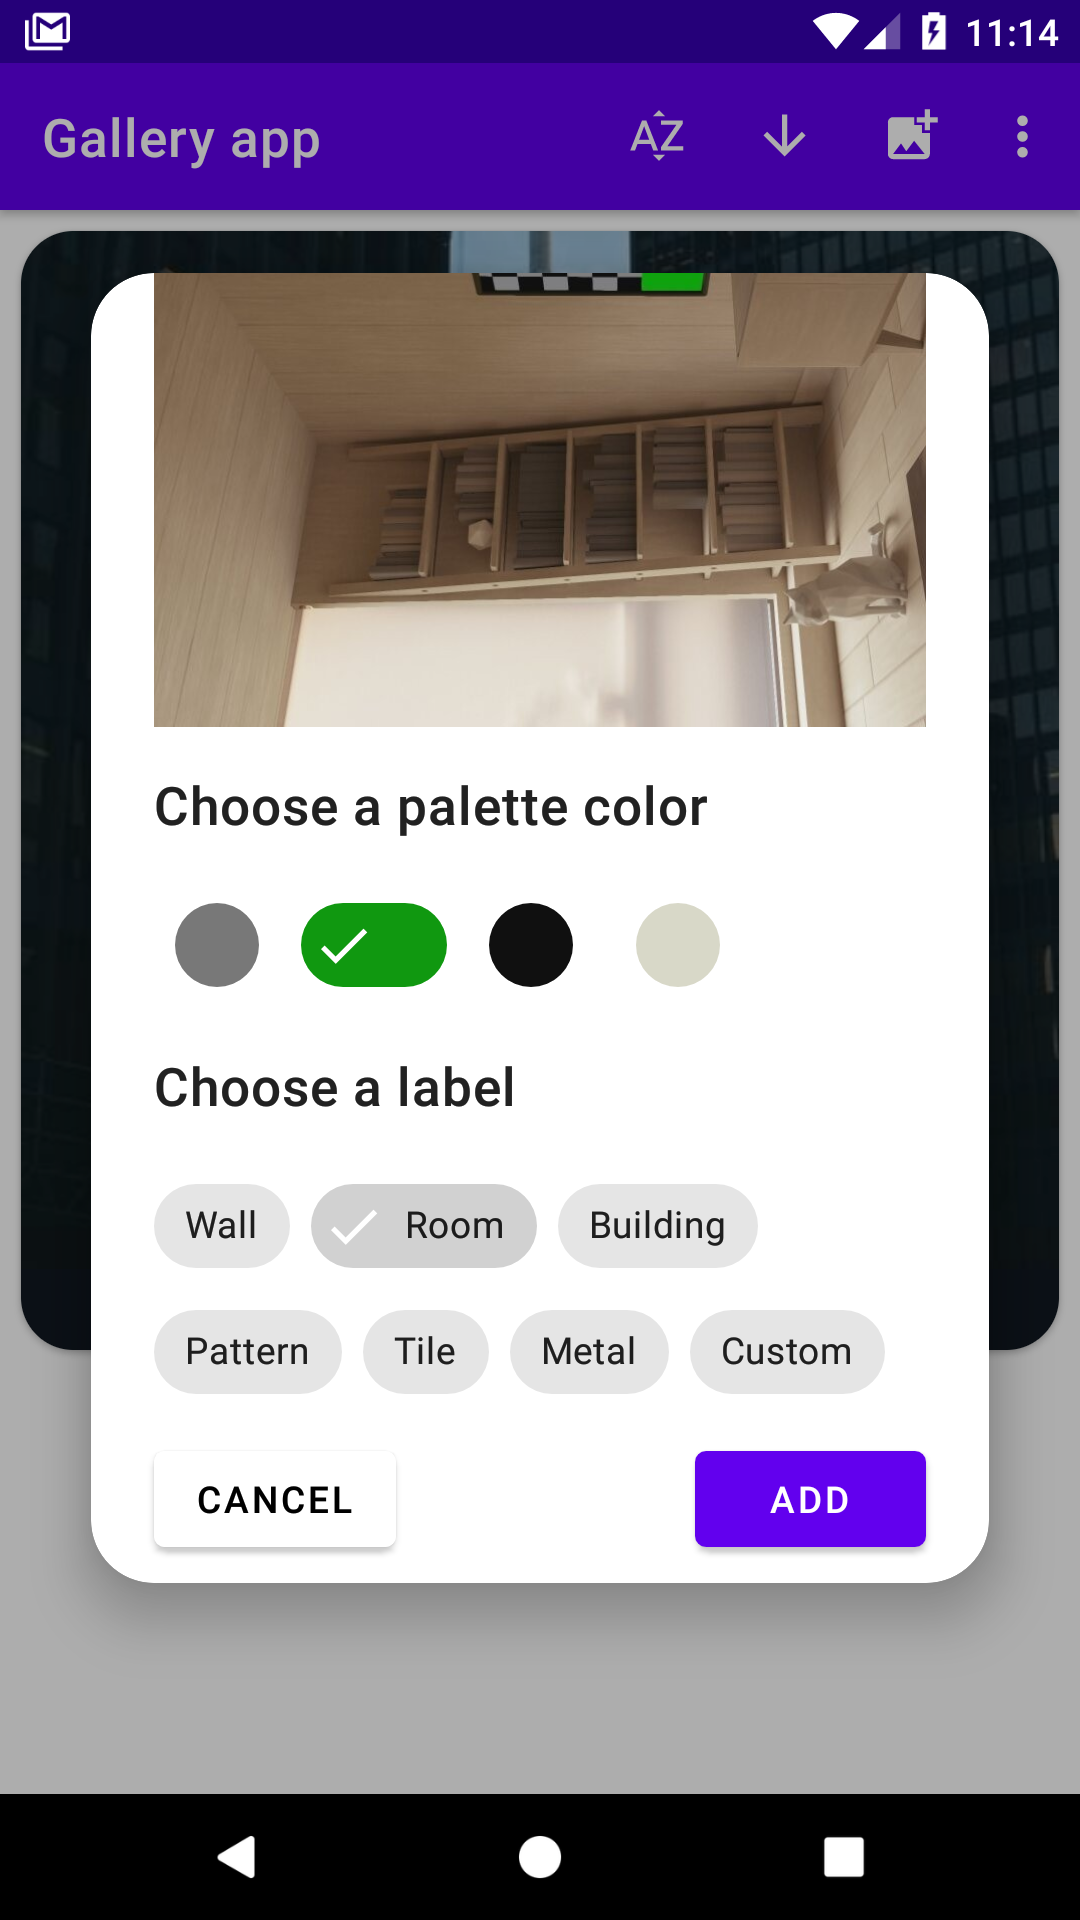 11:14
Gallery app
AZ
Choose a palette color
Choose a label
Wall Room Building
Pattern Tile Metal Custom
CANCEL ADD